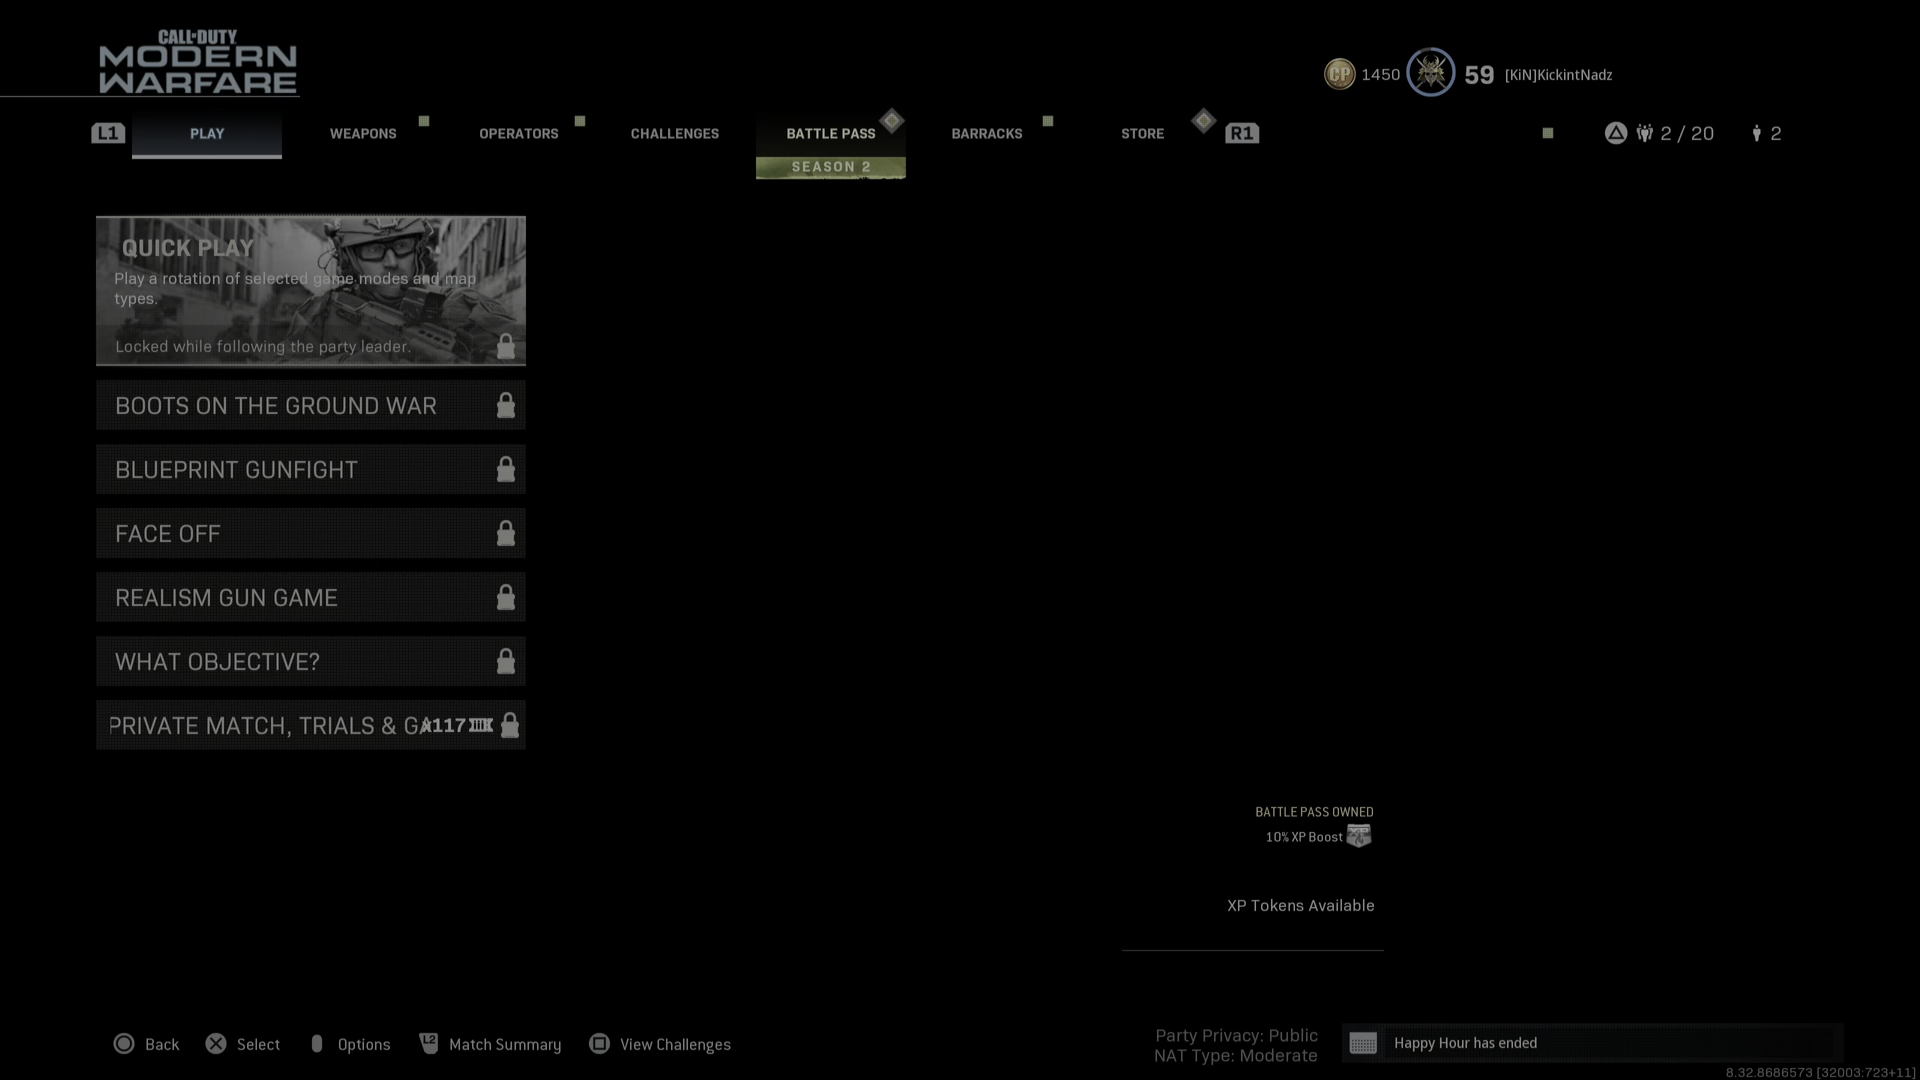 CALL OF DUTY
MODERN
WARFARE
CP 1450 59 [KiN]KickintNadz
L1 PLAY WEAPONS OPERATORS CHALLENGES BATTLE PASS BARRACKS STORE R1 2 / 20 2
SEASON 2
QUICK PLAY
Play a rotation of selected game modes and map
types.
Locked while following the party leader.
BOOTS ON THE GROUND WAR
BLUEPRINT GUNFIGHT
FACE OFF
REALISM GUN GAME
WHAT OBJECTIVE?
PRIVATE MATCH, TRIALS & GA
BATTLE PASS OWNED
10% XP Boost
XP Tokens Available
Back Select Options L2 Match Summary View Challenges
Party Privacy: Public
NAT Type: Moderate
Happy Hour has ended
8.32.8686573 [32003:723+11]